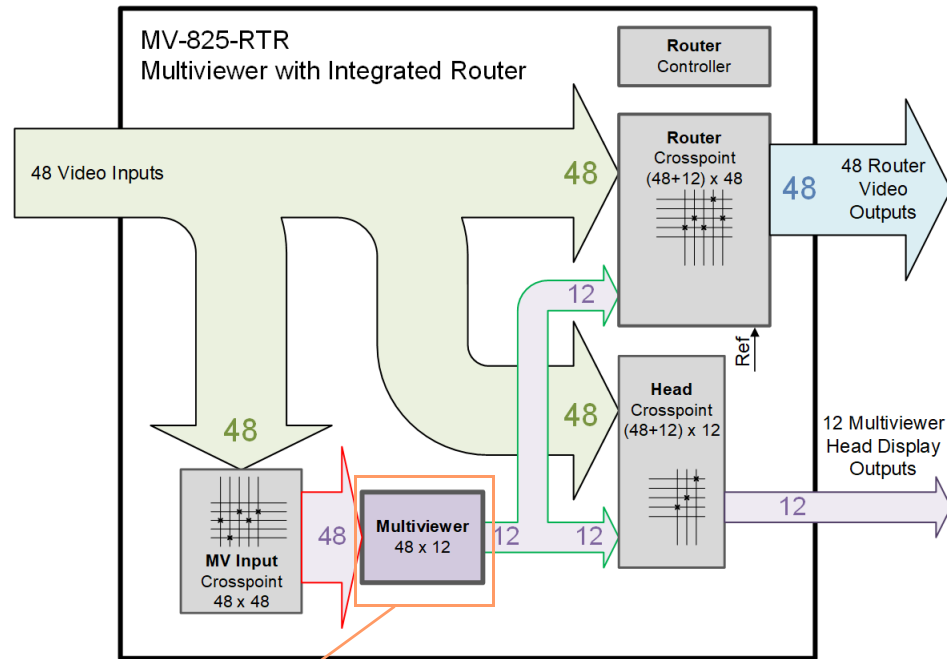 MV-825-RTR
Multiviewer with Integrated Router
Router
Controller
48 Video Inputs
48
Router
Crosspoint
(48+12) x 48
48
48 Router
Video
Outputs
12
Ref
48
48
Head
Crosspoint
(48+12) x 12
12 Multiviewer
Head Display
Outputs
12
MV Input
Crosspoint
48 x 48
48
Multiviewer
48 x 12
12
12